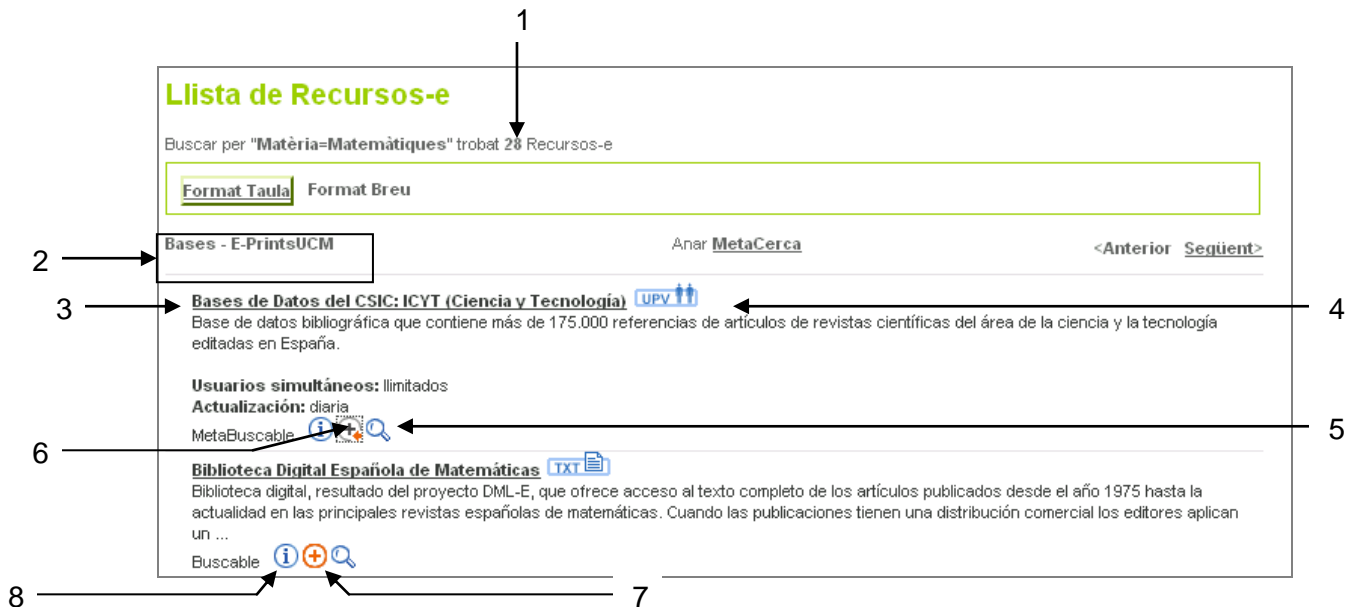 1
Llista de Recursos-e
Buscar per "Matèria=Matemàtiques" trobat 28 Recursos-e
Format Taula Format Breu
2 Bases - E-PrintsUCM Anar MetaCerca <Anterior Següent>
3 Bases de Datos del CSIC: ICYT (Ciencia y Tecnología) UPV 4
Base de datos bibliográfica que contiene más de 175.000 referencias de artículos de revistas científicas del área de la ciencia y la tecnología
editadas en España.
Usuarios simultáneos: Ilimitados
Actualización: diaria
MetaBuscable 5
6
Biblioteca Digital Española de Matemáticas TXT
Biblioteca digital, resultado del proyecto DML-E, que ofrece acceso al texto completo de los artículos publicados desde el año 1975 hasta la
actualidad en las principales revistas españolas de matemáticas. Cuando las publicaciones tienen una distribución comercial los editores aplican
un ...
Buscable
8 7